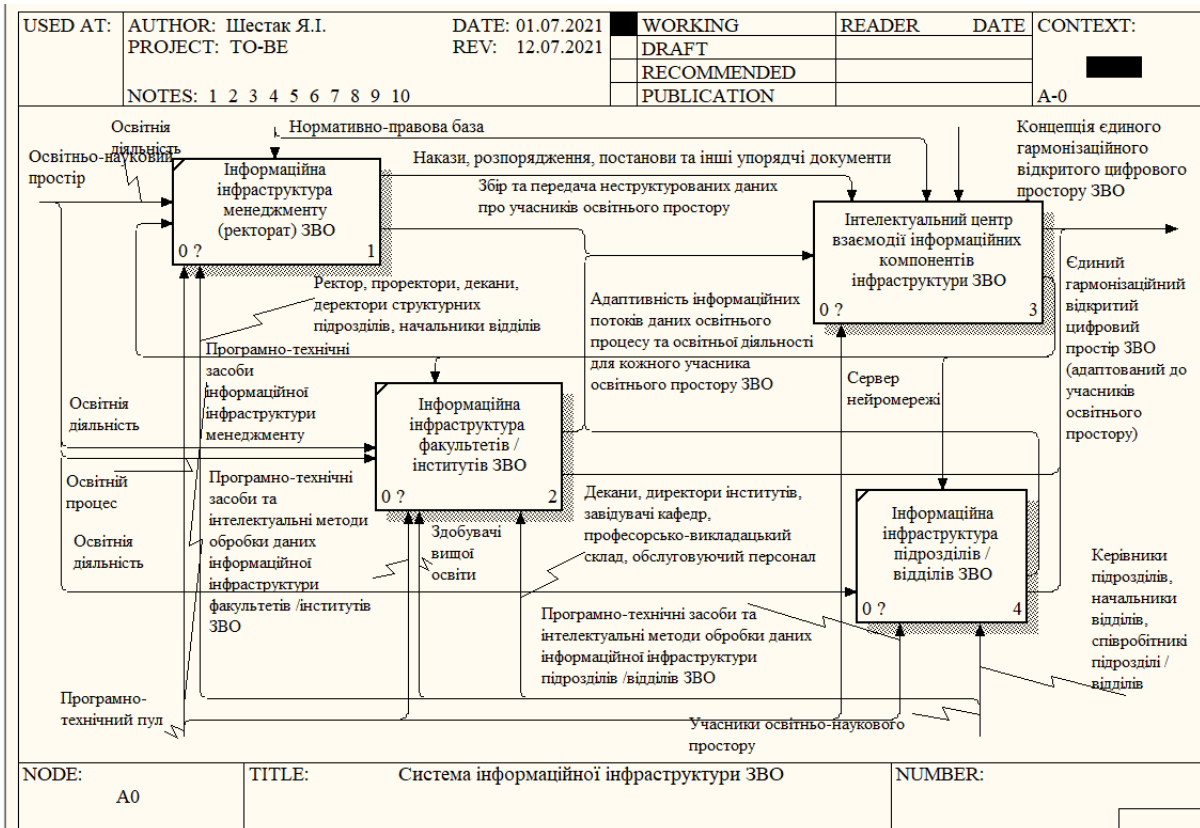 USED AT:
AUTHOR: Шестак Я.І.
DATE: 01.07.2021
PROJECT: TO-BE
REV: 12.07.2021
NOTES: 1 2 3 4 5 6 7 8 9 10
WORKING
DRAFT
RECOMMENDED
PUBLICATION
READER
DATE
CONTEXT:
A-0
Освітня
діяльність
Освітньо-науковий
простір
Нормативно-правова база
Накази, розпорядження, постанови та інші упорядчі документи
Збір та передача неструктурованих даних
про учасників освітнього простору
Концепція єдиного
гармонізаційного
відкритого цифрового
простору ЗВО
Інформаційна
інфраструктура
менеджменту
(ректорат) ЗВО
0 ?
1
Інтелектуальний центр
взаємодії інформаційних
компонентів
інфраструктури ЗВО
0 ?
3
Ректор, проректори, декани,
деректори структурних
підрозділів, начальники відділів
Адаптивність інформаційних
потоків даних освітнього
процесу та освітньої діяльності
для кожного учасника
освітнього простору ЗВО
Єдиний
гармонізаційний
відкритий
цифровий
простір ЗВО
(адаптований до
учасників
освітнього
простору)
Програмно-технічні
засоби
інформаційної
інфраструктури
менеджменту
Сервер
нейромережі
Освітня
діяльність
Інформаційна
інфраструктура
факультетів /
інститутів ЗВО
0 ?
2
Освітній
процес
Освітня
діяльність
Програмно-технічні
засоби та
інтелектуальні методи
обробки даних
інформаційної
інфраструктури
факультетів /інститутів
ЗВО
Здобувачі
вищої
освіти
Декани, директори інститутів,
завідувачі кафедр,
професорсько-викладацький
склад, обслуговуючий персонал
Інформаційна
інфраструктура
підрозділів /
відділів ЗВО
0 ?
4
Керівники
підрозділів,
начальники
відділів,
співробітникі
підрозділі /
відділів
Програмно-технічні засоби та
інтелектуальні методи обробки даних
інформаційної інфраструктури
підрозділів /відділів ЗВО
Програмно-
технічний пул
Учасники освітньо-наукового
простору
NODE:
A0
TITLE:
Система інформаційної інфраструктури ЗВО
NUMBER: